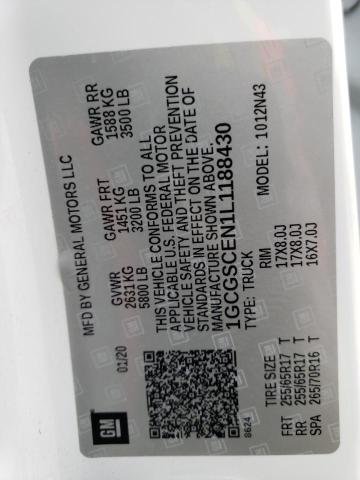 GM
MFD BY GENERAL MOTORS LLC
01/20
GVWR
2631 KG
5800 LB
GAWR FRT
1451 KG
3200 LB
GAWR RR
1588 KG
3500 LB
THIS VEHICLE CONFORMS TO ALL
APPLICABLE U.S. FEDERAL MOTOR
VEHICLE SAFETY AND THEFT PREVENTION
STANDARDS IN EFFECT ON THE DATE OF
MANUFACTURE SHOWN ABOVE.
1GCGSCEN1L1188430
TYPE: TRUCK
MODEL: 1012N43
8624
TIRE SIZE RIM
FRT 255/65R17 T 17X8.0J
RR 255/65R17 T 17X8.0J
SPA 265/70R16 T 16X7.0J